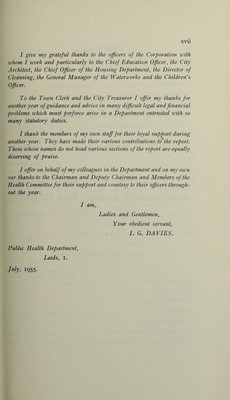 xvii
I give my grateful thanks to the officers of the Corporation with
whom I work and particularly to the Chief Education Officer, the City
Architect, the Chief Officer of the Housing Department, the Director of
Cleansing, the General Manager of the Waterworks and the Children's
Officer.
To the Town Clerk and the City Treasurer I offer my thanks for
another year of guidance and advice in many difficult legal and financial
problems which must perforce arise in a Department entrusted with so
many statutory duties.
I thank the members of my own staff for their loyal support during
another year. They have made their various contributions to the report.
Those whose names do not head various sections of the report are equally
deserving of praise.
I offer on behalf of my colleagues in the Department and on my own
our thanks to the Chairman and Deputy Chairman and Members of the
Health Committee for their support and courtesy to their officers through-
out the year.
I am,
Ladies and Gentlemen,
Your obedient servant,
I. G. DAVIES.
Public Health Department,
Leeds, 1.
July, 1955.